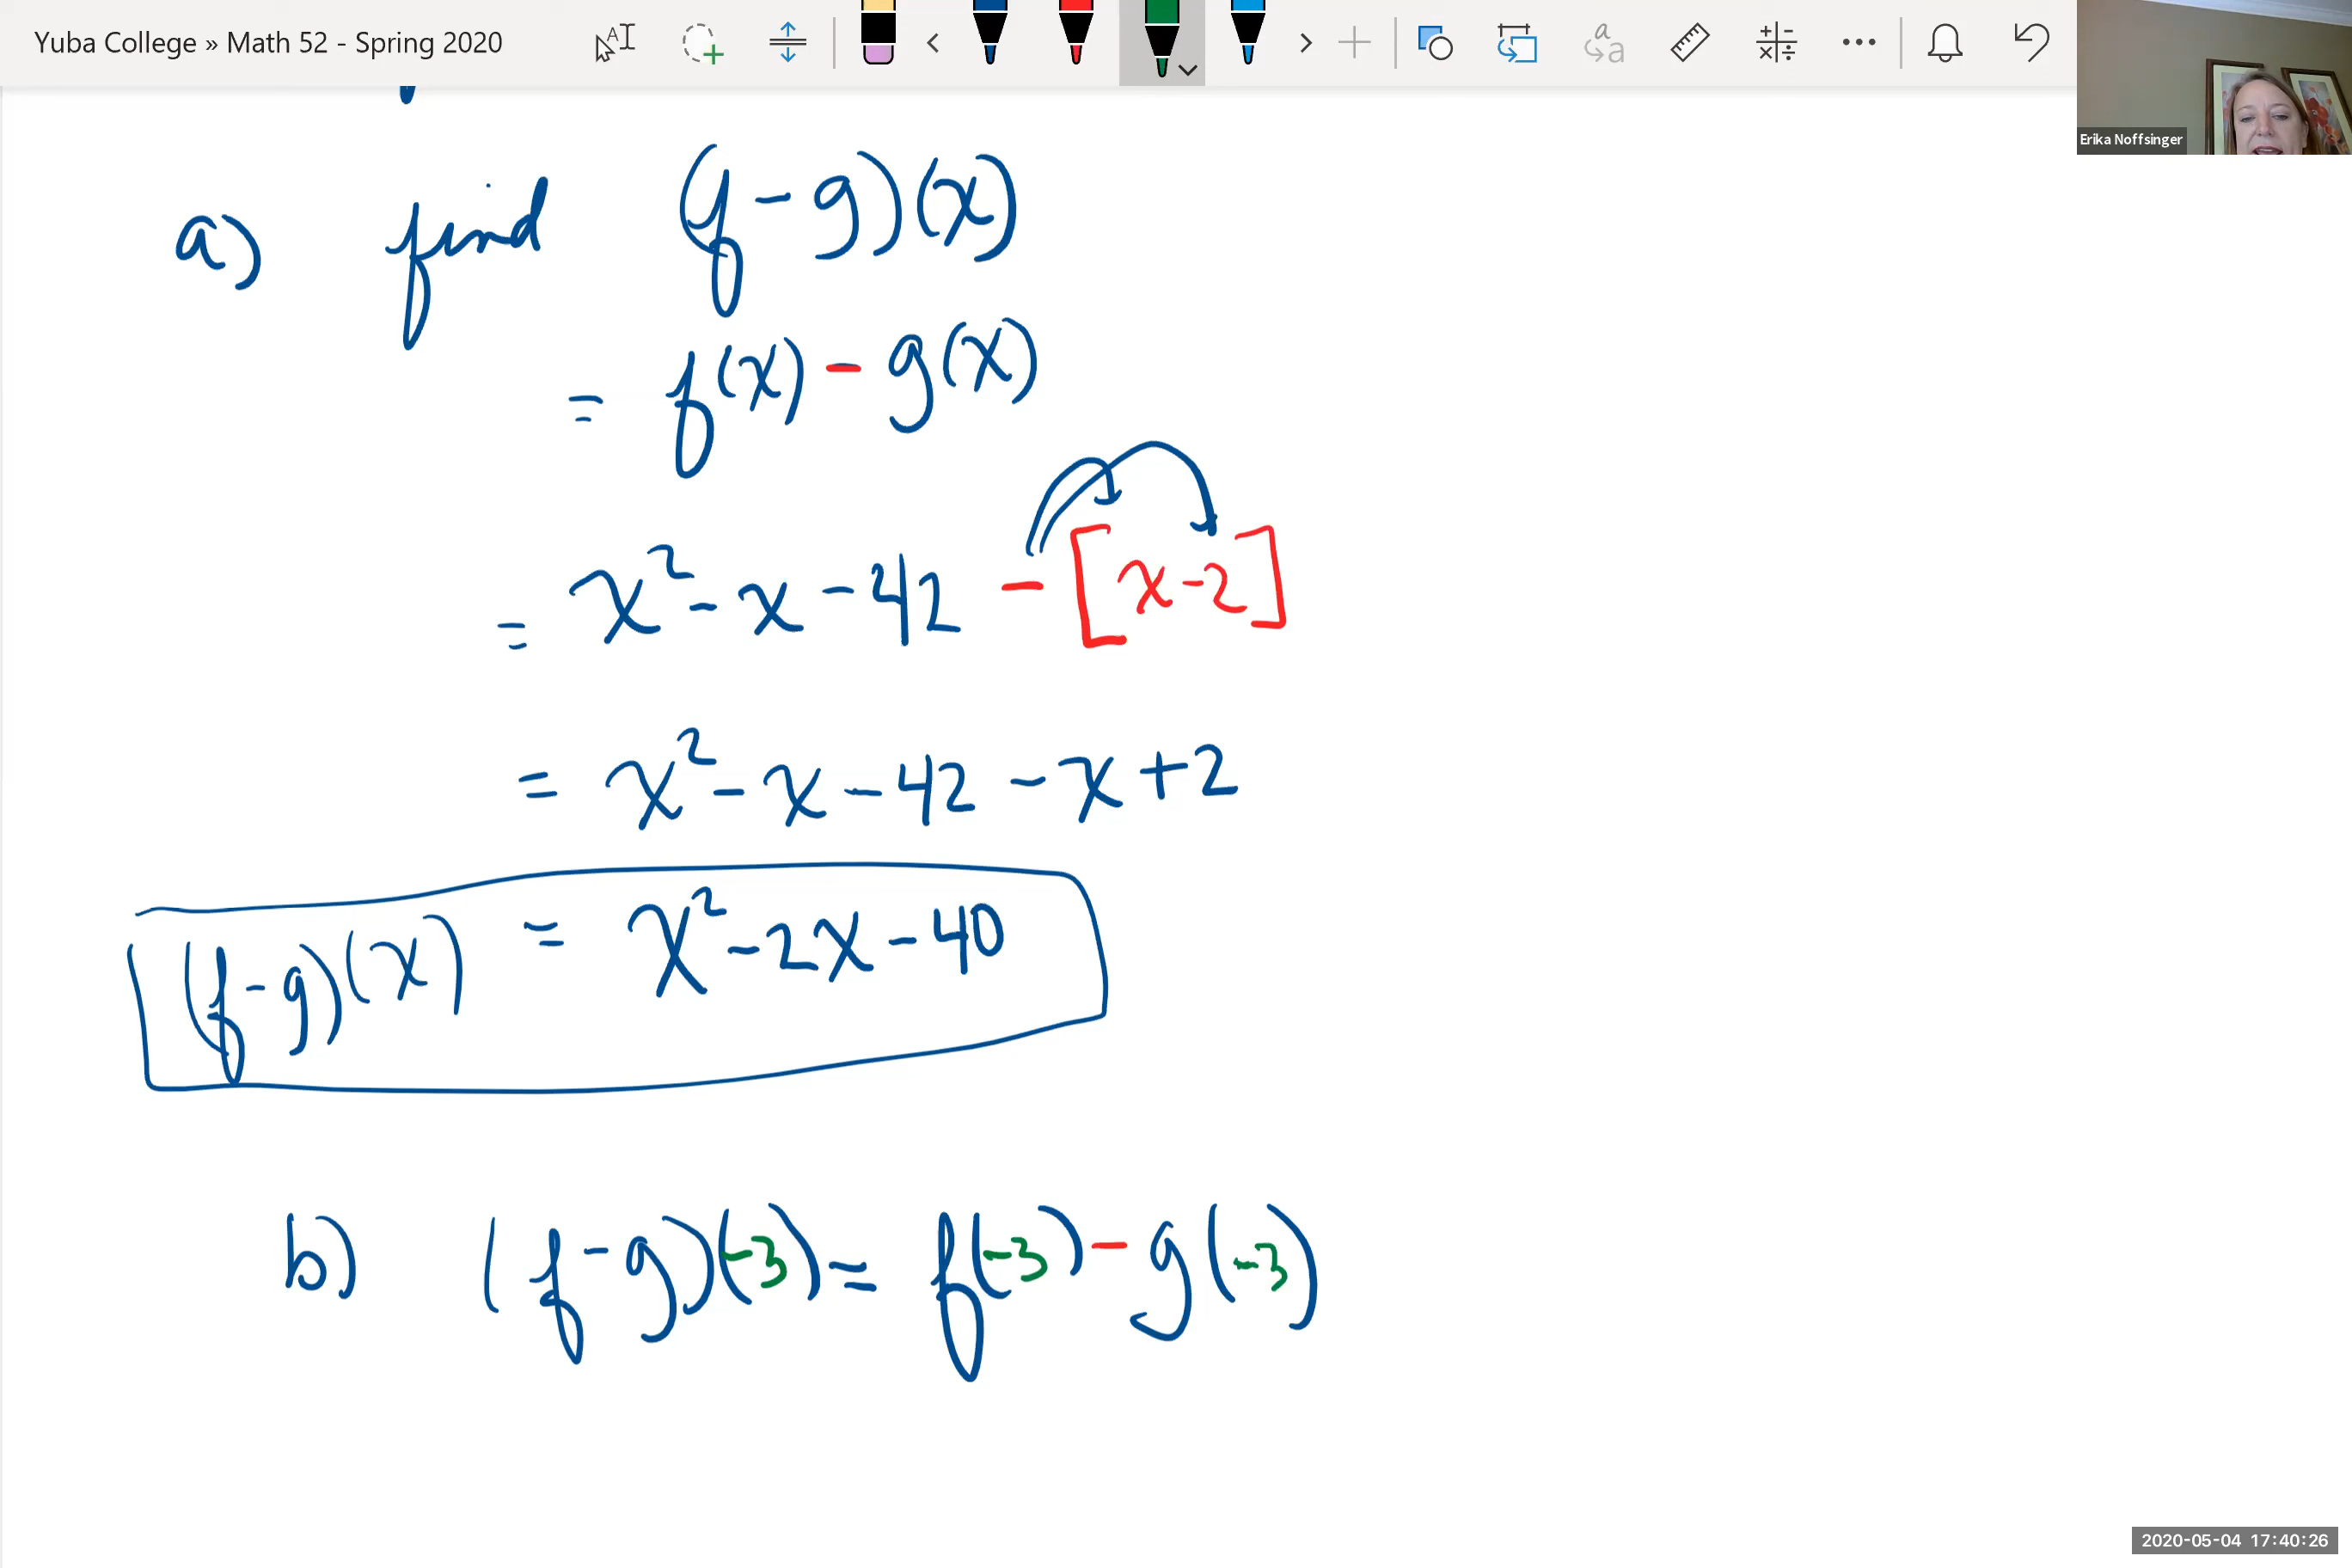 Yuba College » Math 52 - Spring 2020
Erika Noffsinger
a) find (f-g)(x)
= f(x) - g(x)
= x² - x - 42 - [x-2]
= x² - x - 42 - x + 2
(f-g)(x) = x² - 2x - 40
b) (f-g)(-3) = f(-3) - g(-3)
2020-05-04 17:40:26